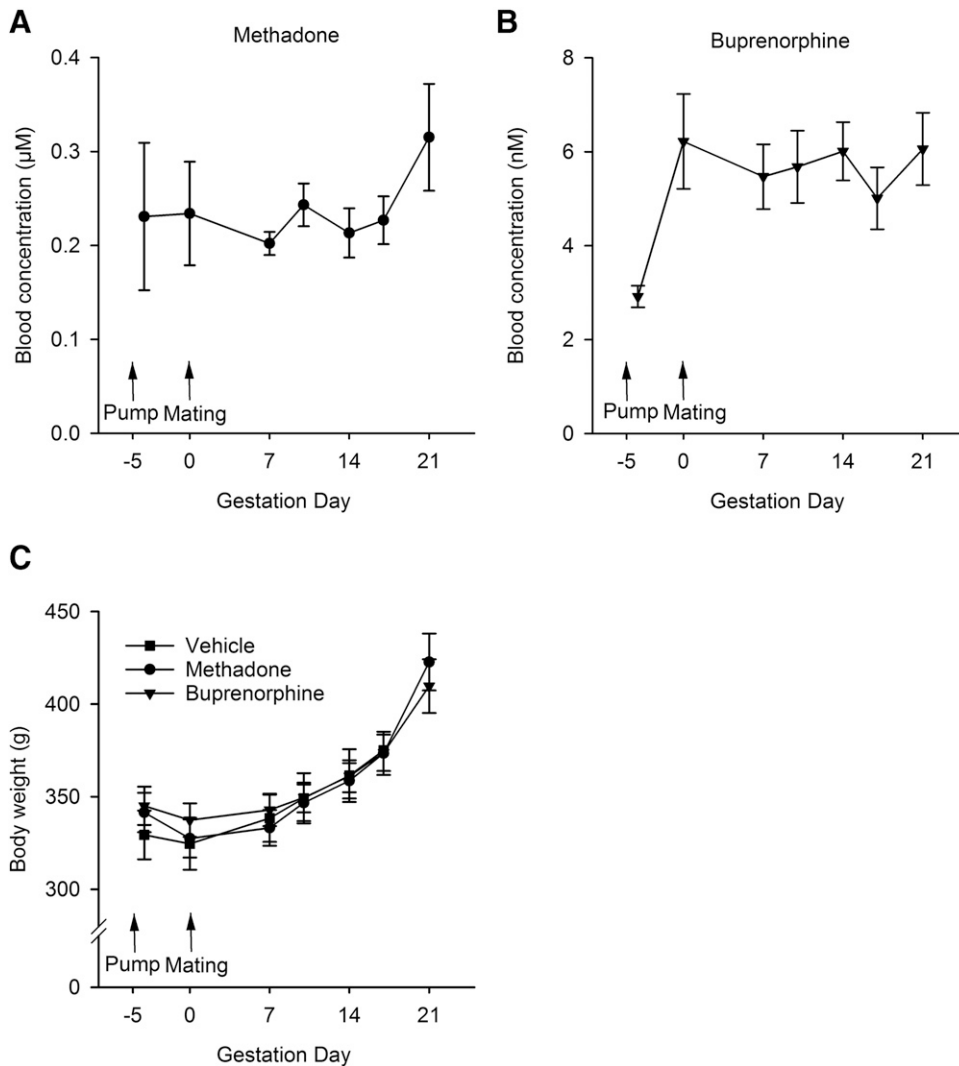 A
Methadone
Blood concentration (µM)
0.4
0.3
0.2
0.1
0.0
Pump Mating
-5 0 7 14 21
Gestation Day
B
Buprenorphine
Blood concentration (nM)
8
6
4
2
0
Pump Mating
-5 0 7 14 21
Gestation Day
C
Body weight (g)
450
400
350
300
0
Vehicle
Methadone
Buprenorphine
Pump Mating
-5 0 7 14 21
Gestation Day